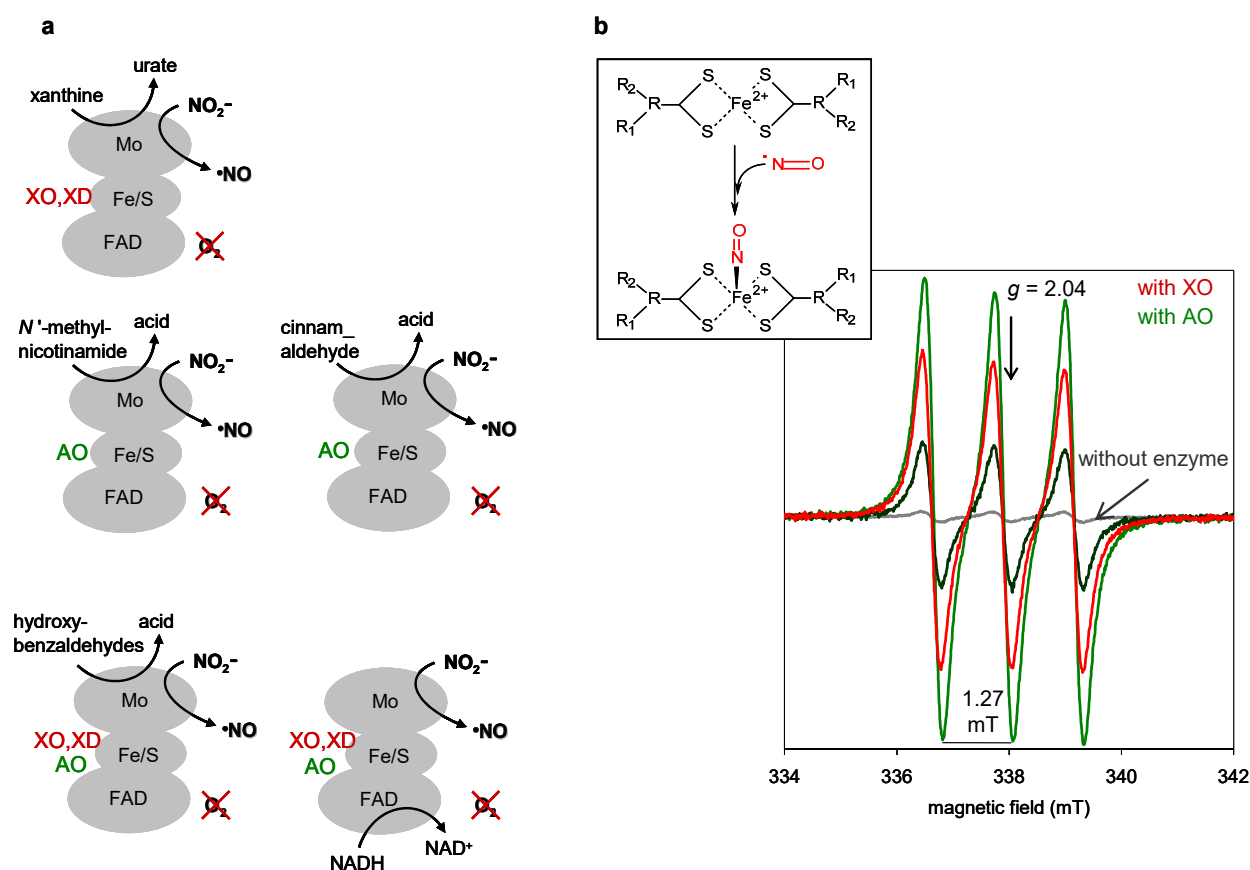 a
urate
xanthine
NO₂⁻
Mo
•NO
XO,XD
Fe/S
FAD
O₂
N'-methyl-
nicotinamide
acid
NO₂⁻
Mo
•NO
AO
Fe/S
FAD
O₂
cinnam_
aldehyde
acid
NO₂⁻
Mo
•NO
AO
Fe/S
FAD
O₂
hydroxy-
benzaldehydes
acid
NO₂⁻
Mo
•NO
XO,XD
AO
Fe/S
FAD
O₂
NO₂⁻
Mo
•NO
XO,XD
AO
Fe/S
FAD
O₂
NADH
NAD⁺
b
R₂ S S R₁
R Fe²⁺ R
R₁ S S R₂
•N=O
O
N
R₂ S S R₁
R Fe²⁺ R
R₁ S S R₂
g = 2.04
with XO
with AO
without enzyme
1.27
mT
334 336 338 340 342
magnetic field (mT)